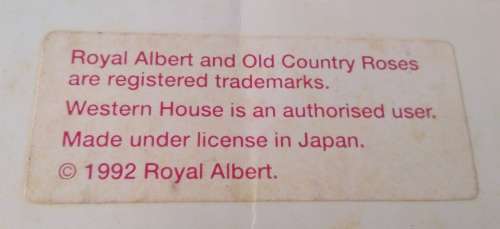 Royal Albert and Old Country Roses
are registered trademarks.
Western House is an authorised user.
Made under license in Japan.
© 1992 Royal Albert.